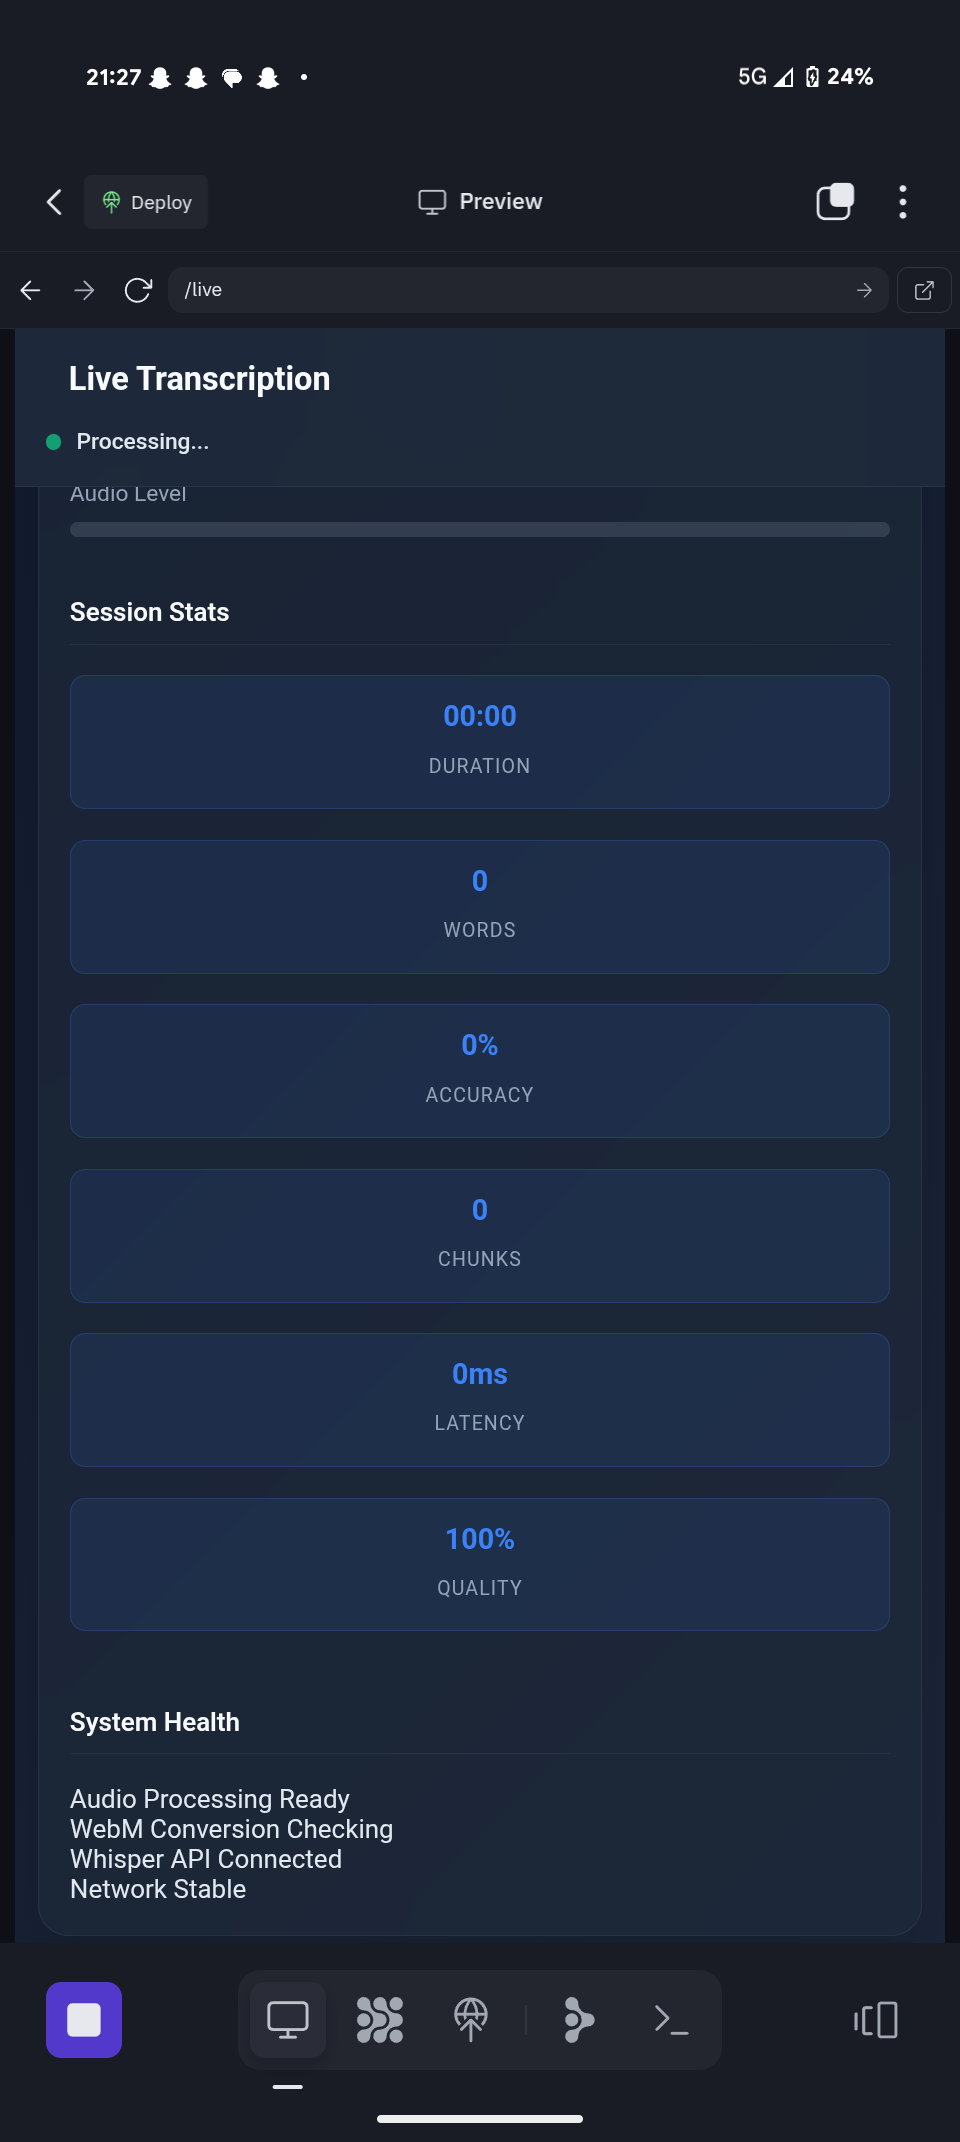 21:27
5G 24%
Deploy
Preview
/live
Live Transcription
Processing...
Audio Level
Session Stats
00:00
DURATION
0
WORDS
0%
ACCURACY
0
CHUNKS
0ms
LATENCY
100%
QUALITY
System Health
Audio Processing Ready
WebM Conversion Checking
Whisper API Connected
Network Stable